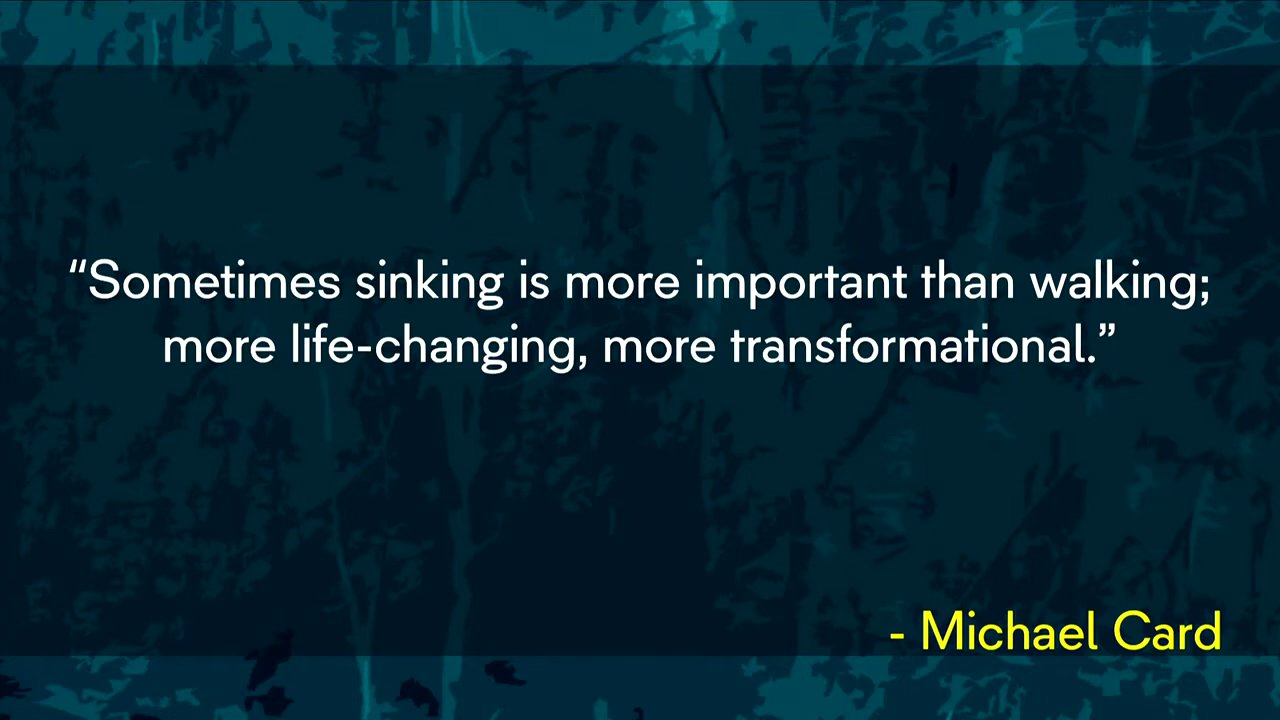 “Sometimes sinking is more important than walking;
more life-changing, more transformational.”
- Michael Card